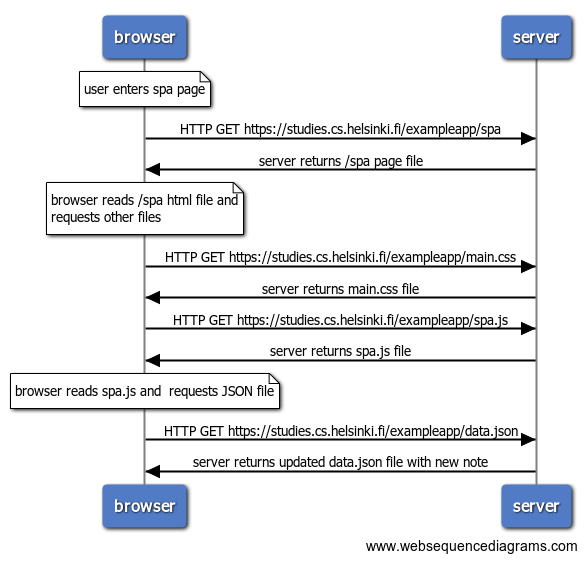 browser server
user enters spa page
HTTP GET https://studies.cs.helsinki.fi/exampleapp/spa
server returns /spa page file
browser reads /spa html file and
requests other files
HTTP GET https://studies.cs.helsinki.fi/exampleapp/main.css
server returns main.css file
HTTP GET https://studies.cs.helsinki.fi/exampleapp/spa.js
server returns spa.js file
browser reads spa.js and  requests JSON file
HTTP GET https://studies.cs.helsinki.fi/exampleapp/data.json
server returns updated data.json file with new note
browser server
www.websequencediagrams.com